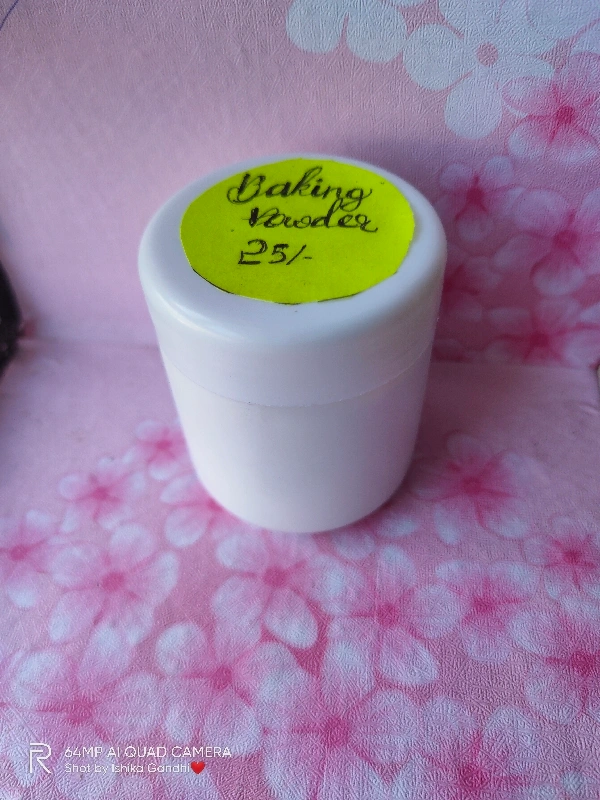 Baking
Powder
25/-
64MP AI QUAD CAMERA
Shot by Ishika Gandhi❤️